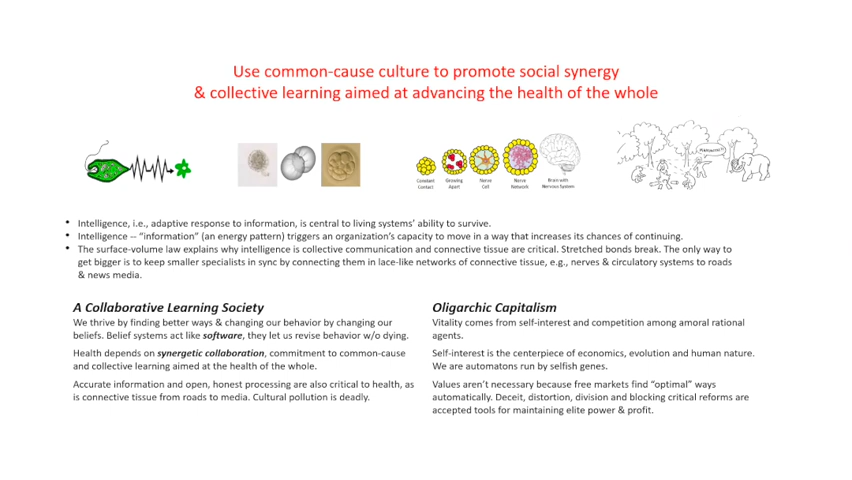 Use common-cause culture to promote social synergy
& collective learning aimed at advancing the health of the whole
Constant Contact
Growing Apart
Nerve Cell
Nerve Network
Brain with Nervous System
• Intelligence, i.e., adaptive response to information, is central to living systems’ ability to survive.
• Intelligence -- “information” (an energy pattern) triggers an organization’s capacity to move in a way that increases its chances of continuing.
• The surface-volume law explains why intelligence is collective communication and connective tissue are critical. Stretched bonds break. The only way to
get bigger is to keep smaller specialists in sync by connecting them in lace-like networks of connective tissue, e.g., nerves & circulatory systems to roads
& news media.
A Collaborative Learning Society
We thrive by finding better ways & changing our behavior by changing our
beliefs. Belief systems act like software, they let us revise behavior w/o dying.
Health depends on synergetic collaboration, commitment to common-cause
and collective learning aimed at the health of the whole.
Accurate information and open, honest processing are also critical to health, as
is connective tissue from roads to media. Cultural pollution is deadly.
Oligarchic Capitalism
Vitality comes from self-interest and competition among amoral rational
agents.
Self-interest is the centerpiece of economics, evolution and human nature.
We are automatons run by selfish genes.
Values aren’t necessary because free markets find “optimal” ways
automatically. Deceit, distortion, division and blocking critical reforms are
accepted tools for maintaining elite power & profit.